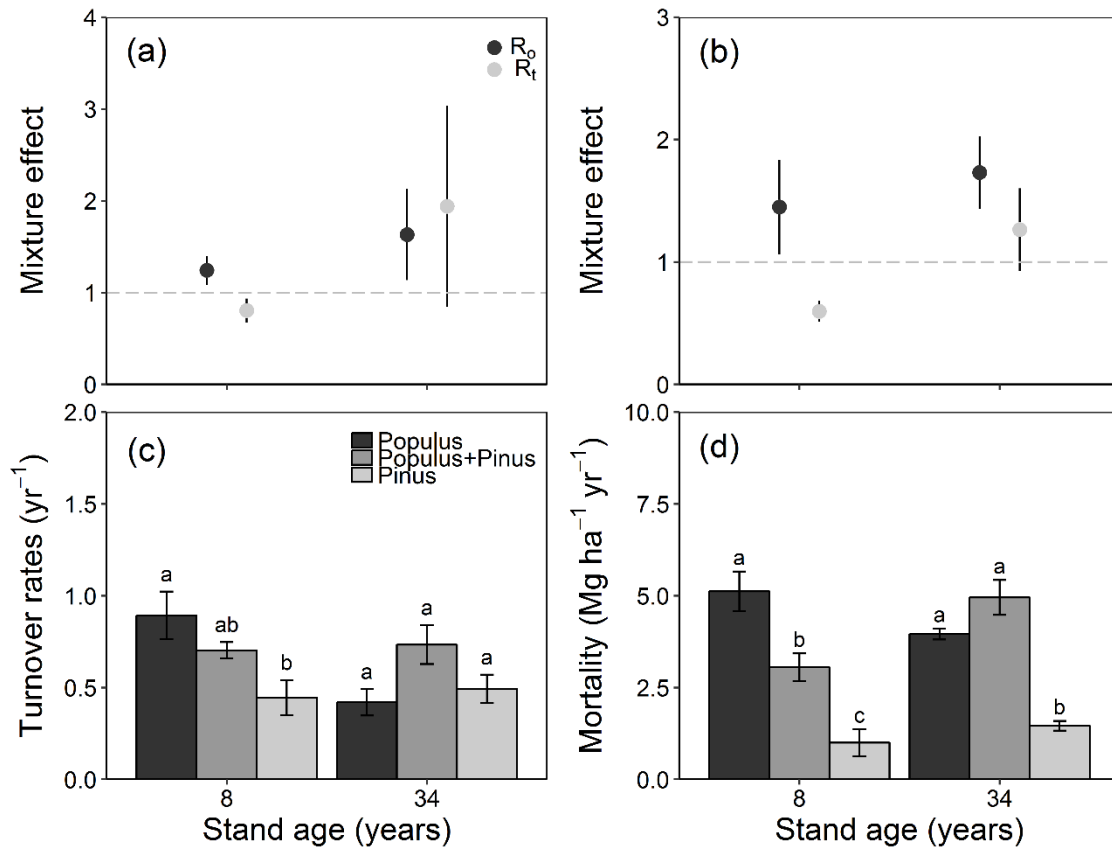 (a)
Rₒ
Rₜ
Mixture effect
4
3
2
1
0
(b)
Mixture effect
3
2
1
0
(c)
Populus
Populus+Pinus
Pinus
Turnover rates (yr⁻¹)
2.0
1.5
1.0
0.5
0.0
a
ab
b
a
a
a
8
34
Stand age (years)
(d)
Mortality (Mg ha⁻¹ yr⁻¹)
10.0
7.5
5.0
2.5
0.0
a
b
c
a
a
b
8
34
Stand age (years)